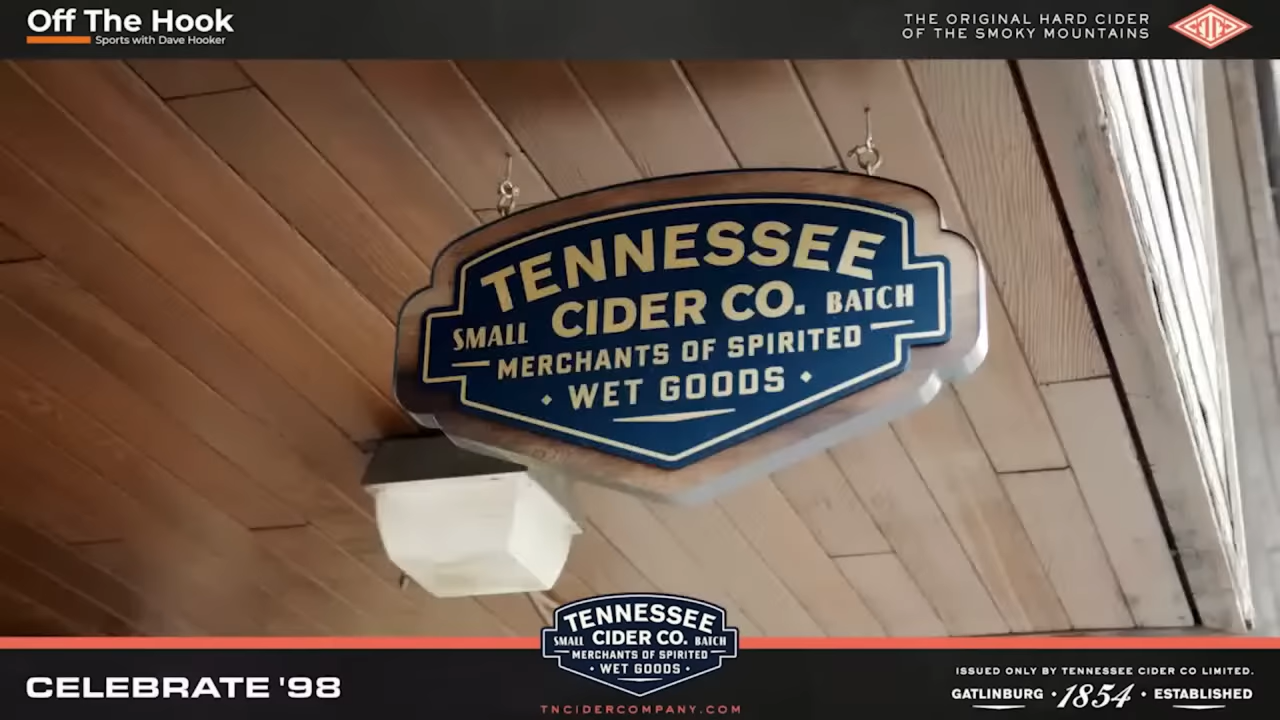 Off The Hook
Sports with Dave Hooker
THE ORIGINAL HARD CIDER
OF THE SMOKY MOUNTAINS
TENNESSEE
SMALL CIDER CO. BATCH
MERCHANTS OF SPIRITED
WET GOODS
TENNESSEE
SMALL CIDER CO. BATCH
MERCHANTS OF SPIRITED
WET GOODS
TNCIDERCOMPANY.COM
CELEBRATE '98
ISSUED ONLY BY TENNESSEE CIDER CO LIMITED.
GATLINBURG · 1854 · ESTABLISHED